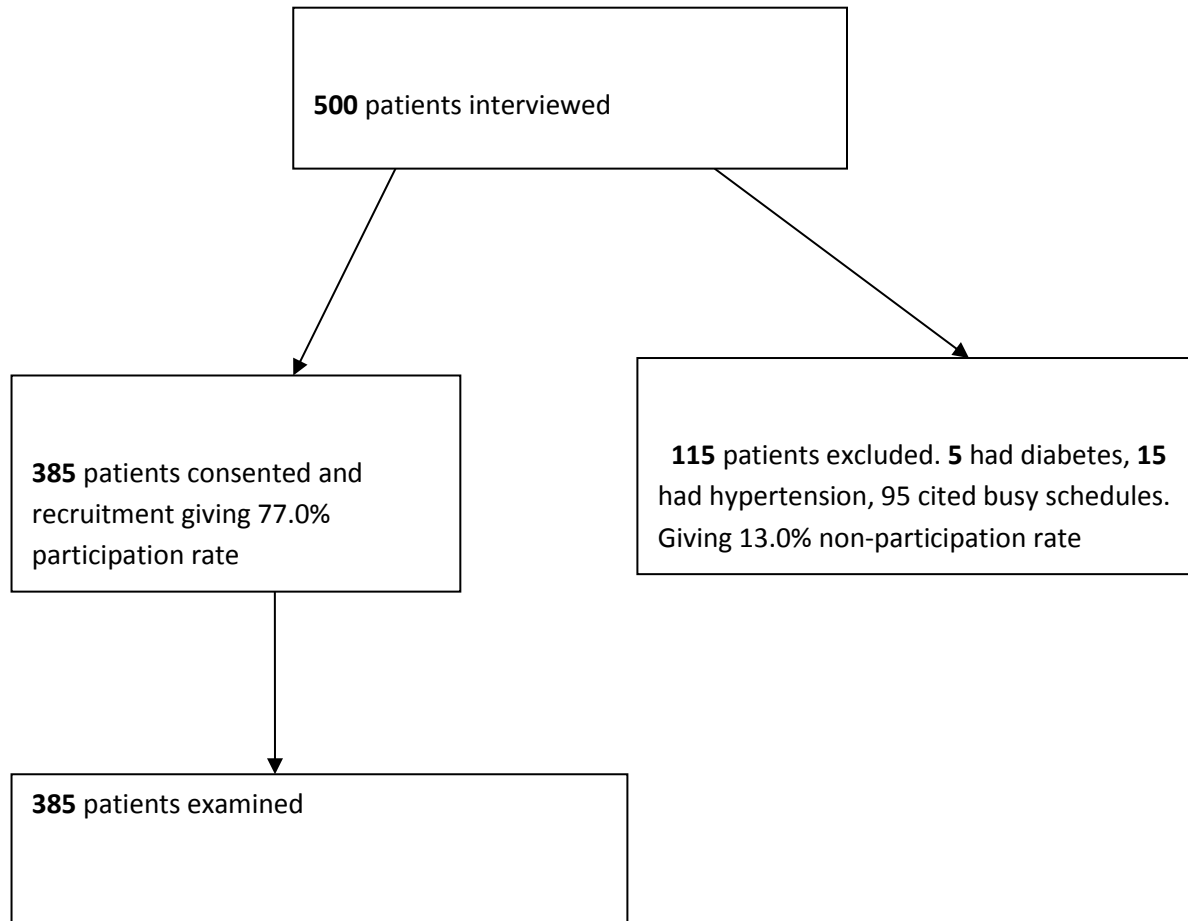 500 patients interviewed
385 patients consented and
recruitment giving 77.0%
participation rate
115 patients excluded. 5 had diabetes, 15
had hypertension, 95 cited busy schedules.
Giving 13.0% non-participation rate
385 patients examined